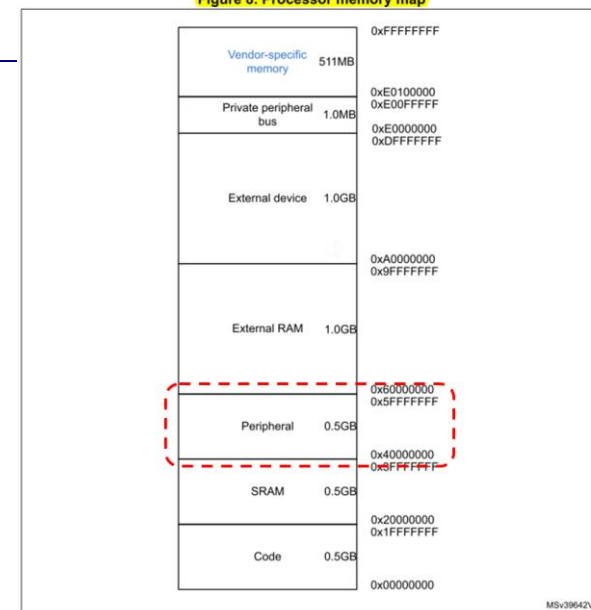 Figure 8. Processor memory map
0xFFFFFFFF
Vendor-specific
memory
511MB
0xE0100000
0xE00FFFFF
Private peripheral
bus
1.0MB
0xE0000000
0xDFFFFFFF
External device 1.0GB
0xA0000000
0x9FFFFFFF
External RAM 1.0GB
0x60000000
0x5FFFFFFF
Peripheral 0.5GB
0x40000000
0x3FFFFFFF
SRAM 0.5GB
0x20000000
0x1FFFFFFF
Code 0.5GB
0x00000000